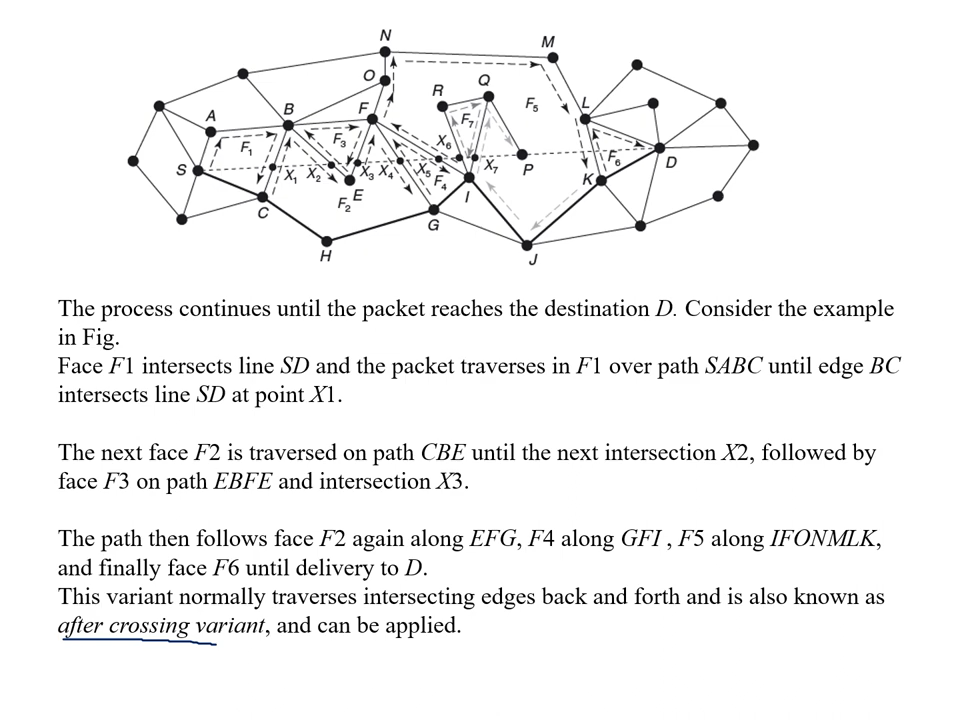 N
M
O
Q
R
F
F5
L
A
B
F7
F1
F3
X6
F6
D
S
X1
X2
X3
X4
X5
F4
X7
P
K
E
F2
I
C
G
H
J
The process continues until the packet reaches the destination D. Consider the example
in Fig.
Face F1 intersects line SD and the packet traverses in F1 over path SABC until edge BC
intersects line SD at point X1.
The next face F2 is traversed on path CBE until the next intersection X2, followed by
face F3 on path EBFE and intersection X3.
The path then follows face F2 again along EFG, F4 along GFI , F5 along IFONMLK,
and finally face F6 until delivery to D.
This variant normally traverses intersecting edges back and forth and is also known as
after crossing variant, and can be applied.